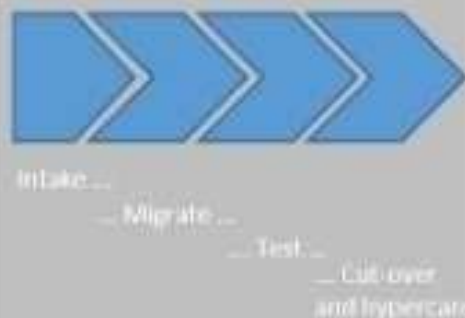 Intake ...
... Migrate ...
... Test ...
... Cut-over
and hypercare